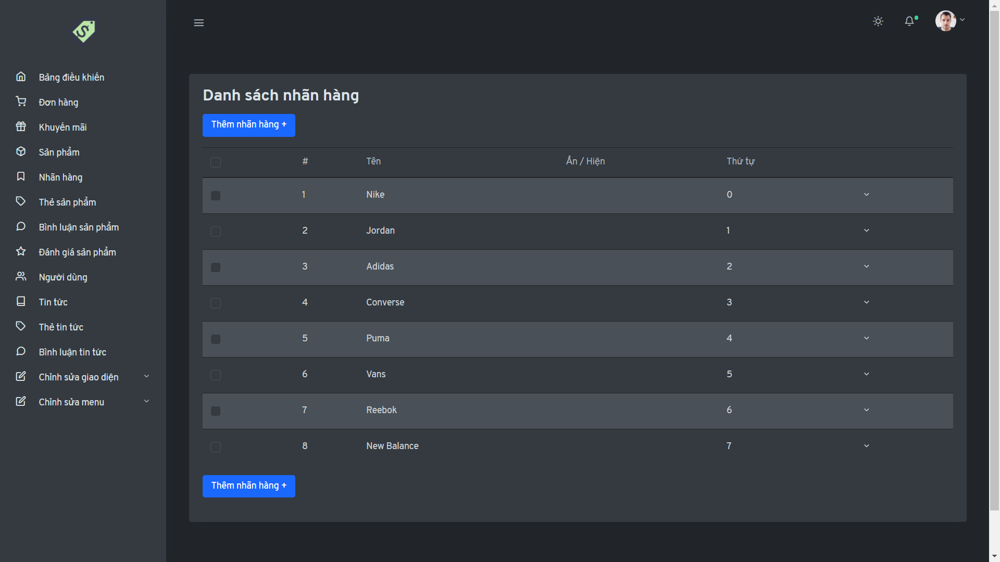 Bảng điều khiến
Đơn hàng
Khuyến mãi
Sản phẩm
Nhãn hàng
Thẻ sản phẩm
Bình luận sản phẩm
Đánh giá sản phẩm
Người dùng
Tin tức
Thẻ tin tức
Bình luận tin tức
Chỉnh sửa giao diện
Chỉnh sửa menu
Danh sách nhãn hàng
Thêm nhãn hàng +
# Tên Ẩn / Hiện Thứ tự
1 Nike 0
2 Jordan 1
3 Adidas 2
4 Converse 3
5 Puma 4
6 Vans 5
7 Reebok 6
8 New Balance 7
Thêm nhãn hàng +